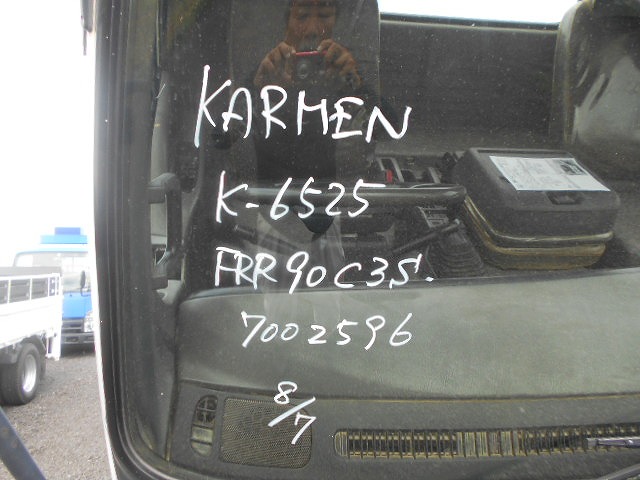 KARMEN
K-6525
FRR90C3S.
7002596
8/7